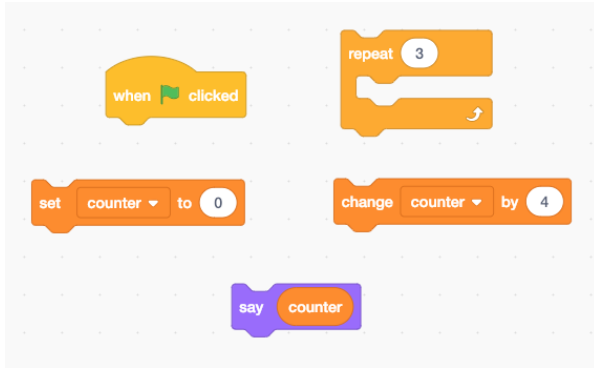 when clicked
repeat 3
set counter to 0
change counter by 4
say counter